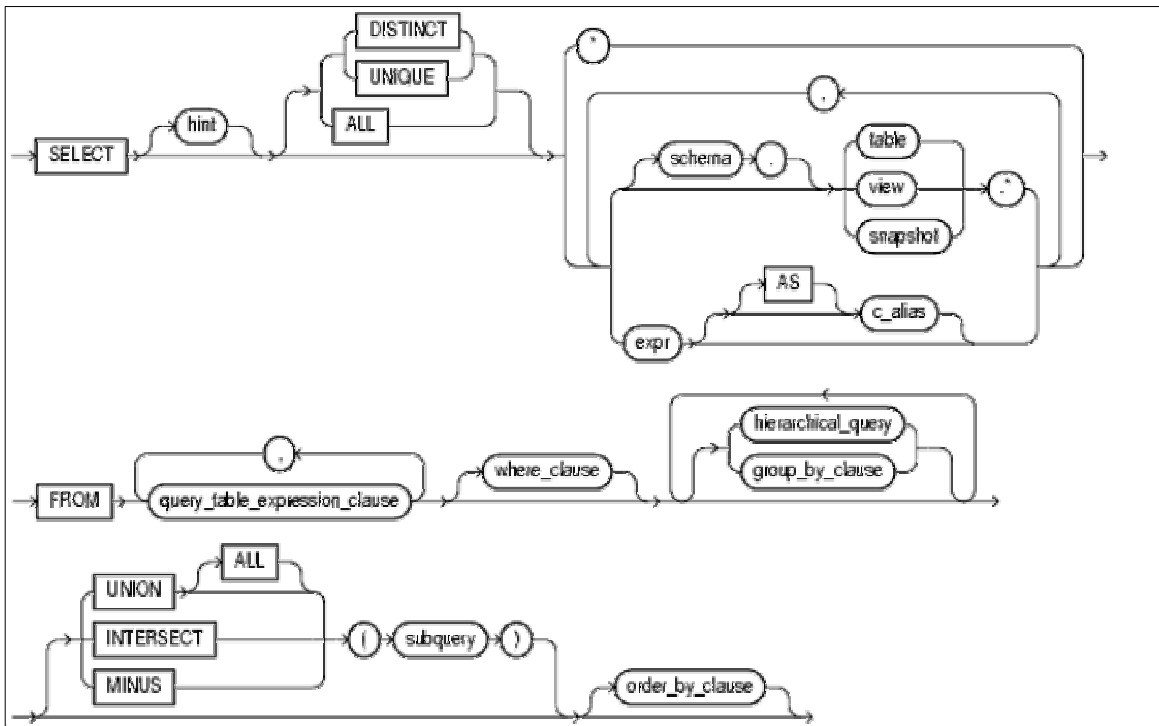 DISTINCT
*
UNIQUE
,
hint
ALL
SELECT
schema . table
view .*
snapshot
AS
c_alias
expr
hierarchical_query
,
where_clause
group_by_clause
FROM
query_table_expression_clause
ALL
UNION
INTERSECT ( subquery )
MINUS
order_by_clause